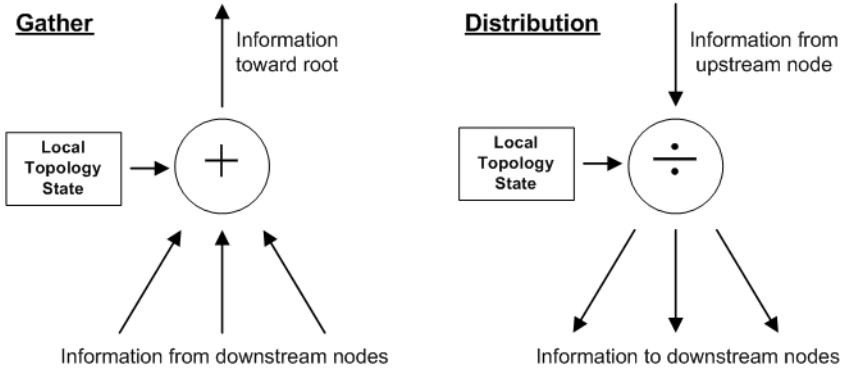 Gather
Information
toward root
Local
Topology
State
+
Information from downstream nodes
Distribution
Information from
upstream node
Local
Topology
State
÷
Information to downstream nodes